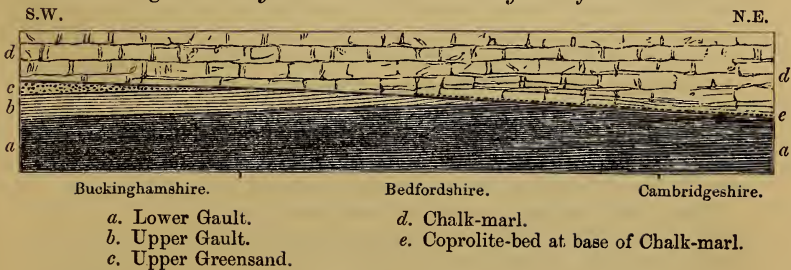 S.W. N.E.
d d
c
b e
a a
Buckinghamshire. Bedfordshire. Cambridgeshire.
a. Lower Gault. d. Chalk-marl.
b. Upper Gault. e. Coprolite-bed at base of Chalk-marl.
c. Upper Greensand.